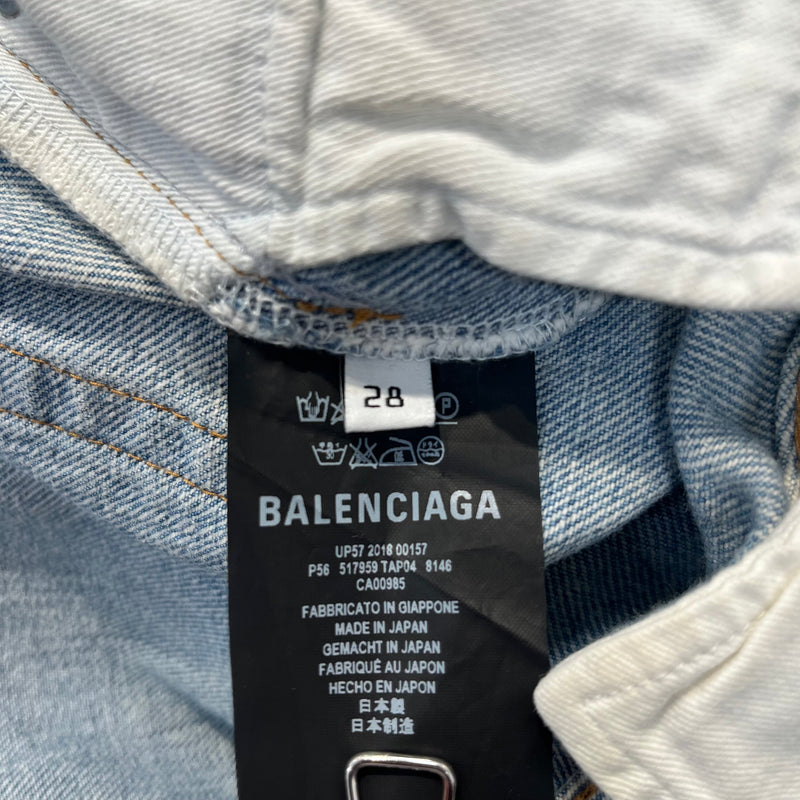 28
P
BALENCIAGA
UP57 2018 00157
P56 517959 TAP04 8146
CA00985
FABBRICATO IN GIAPPONE
MADE IN JAPAN
GEMACHT IN JAPAN
FABRIQUÉ AU JAPON
HECHO EN JAPON
日本製
日本制造